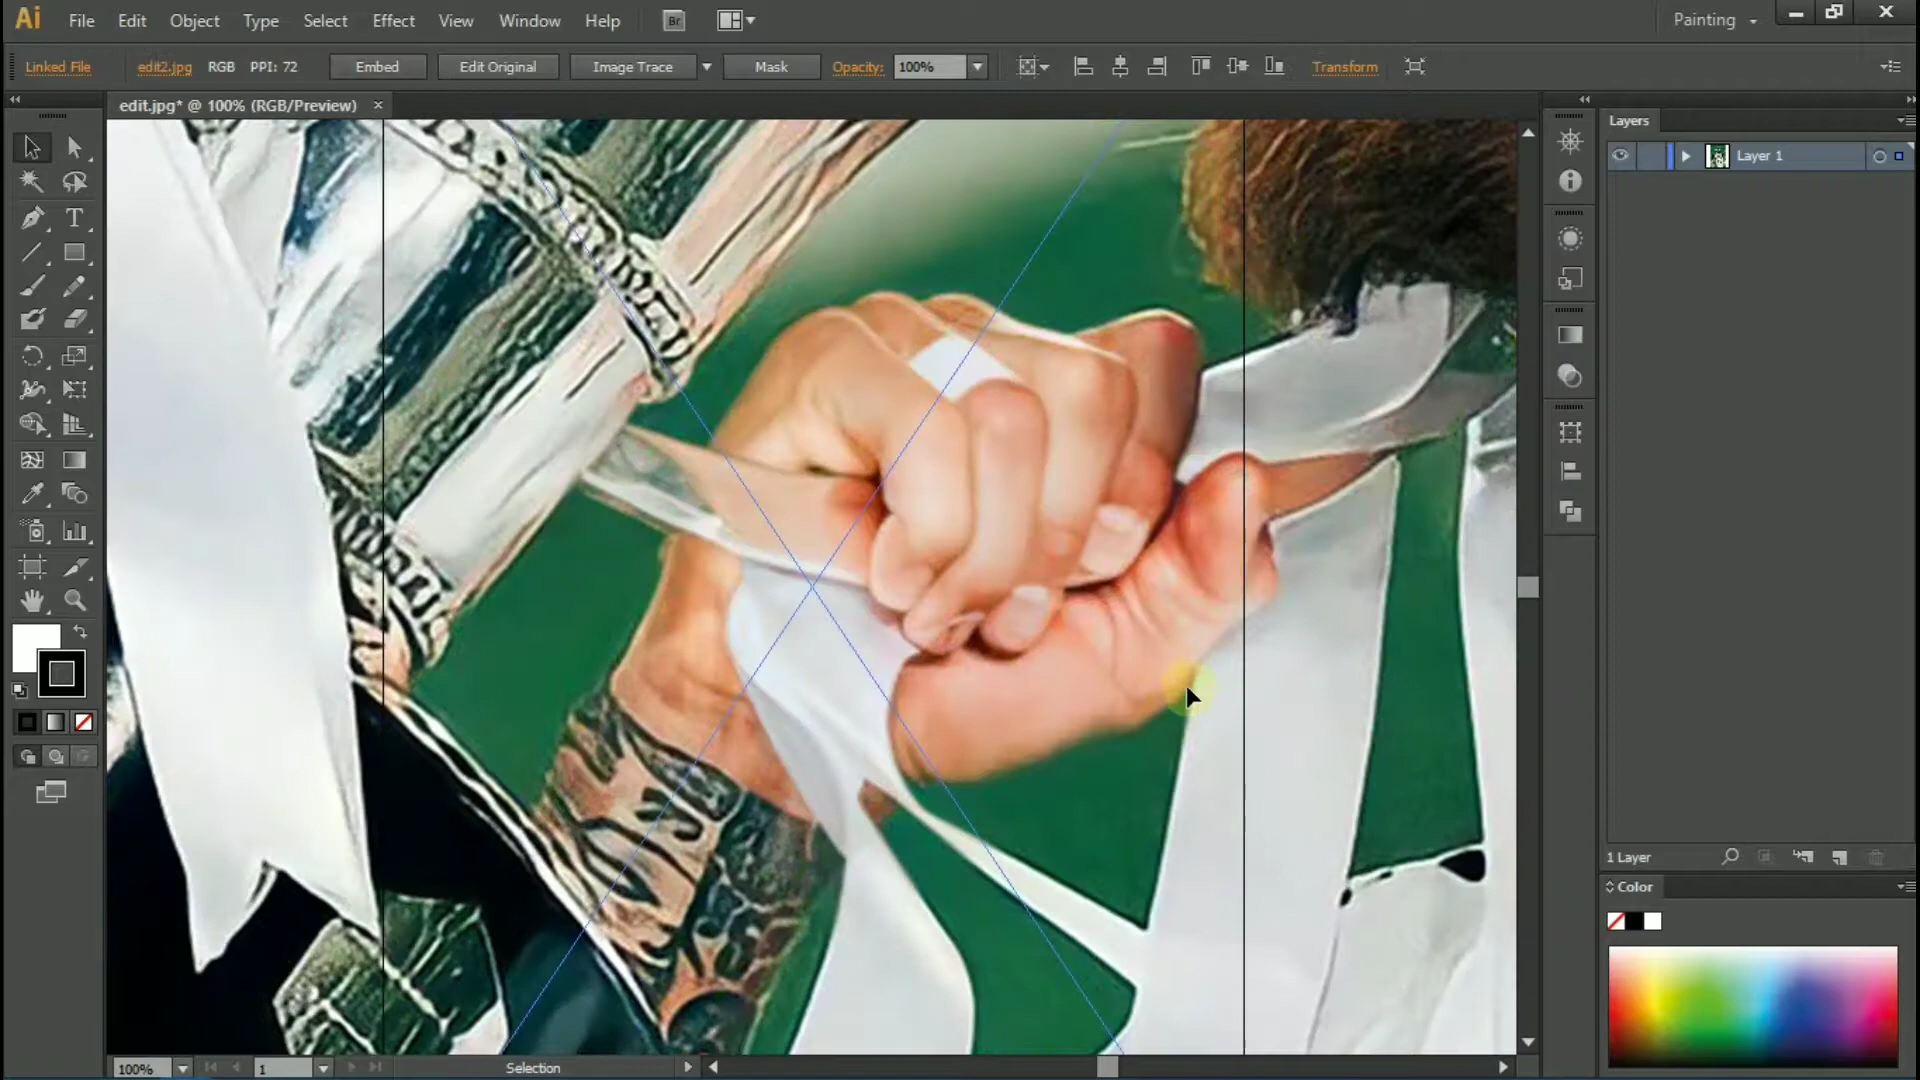 Ai File Edit Object Type Select Effect View Window Help Br Painting
Linked File edit2.jpg RGB PPI: 72 Embed Edit Original Image Trace Mask Opacity: 100% Transform
edit.jpg* @ 100% (RGB/Preview)
Layers
Layer 1
T
1 Layer
Color
100% 1 Selection